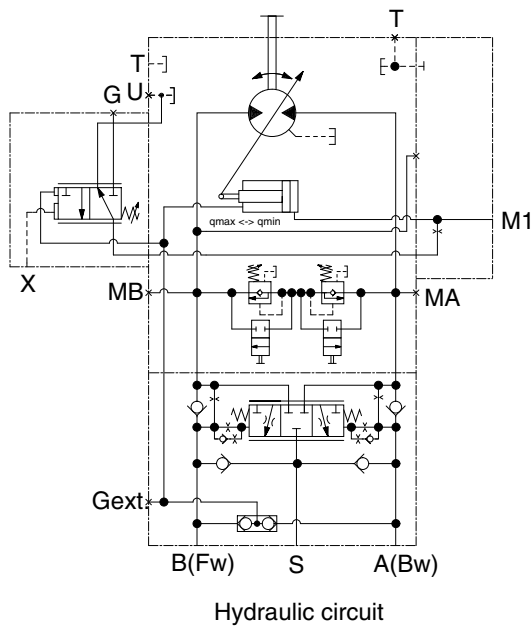 T
T
U
G
qmax <-> qmin
M1
X
MB
MA
Gext.
B(Fw)
S
A(Bw)
Hydraulic circuit